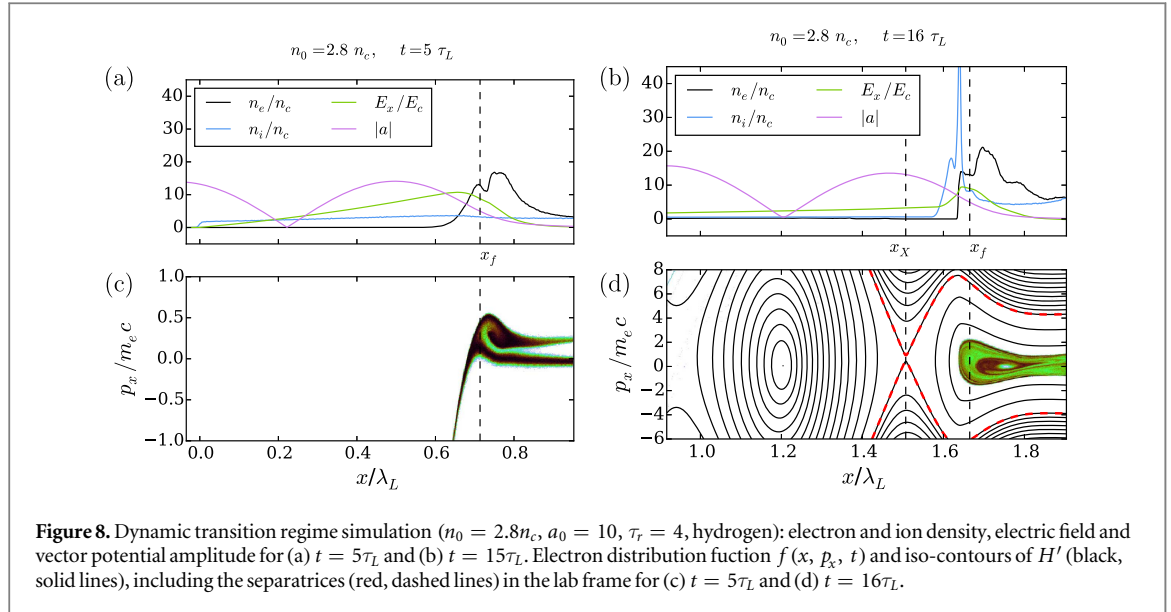 n₀ =2.8 n_c, t=5 τ_L
n₀ =2.8 n_c, t=16 τ_L
(a)
n_e/n_c
E_x/E_c
n_i/n_c
|a|
40
30
20
10
0
x_f
(b)
n_e/n_c
E_x/E_c
n_i/n_c
|a|
40
30
20
10
0
x_X
x_f
(c)
p_x/m_e c
1.0
0.5
0.0
−0.5
−1.0
0.0 0.2 0.4 0.6 0.8
x/λ_L
(d)
p_x/m_e c
8
6
4
2
0
−2
−4
−6
1.0 1.2 1.4 1.6 1.8
x/λ_L
Figure 8. Dynamic transition regime simulation (n₀ = 2.8n_c, a₀ = 10, τ_r = 4, hydrogen): electron and ion density, electric field and
vector potential amplitude for (a) t = 5τ_L and (b) t = 15τ_L. Electron distribution fuction f (x, p_x, t) and iso-contours of H′ (black,
solid lines), including the separatrices (red, dashed lines) in the lab frame for (c) t = 5τ_L and (d) t = 16τ_L.